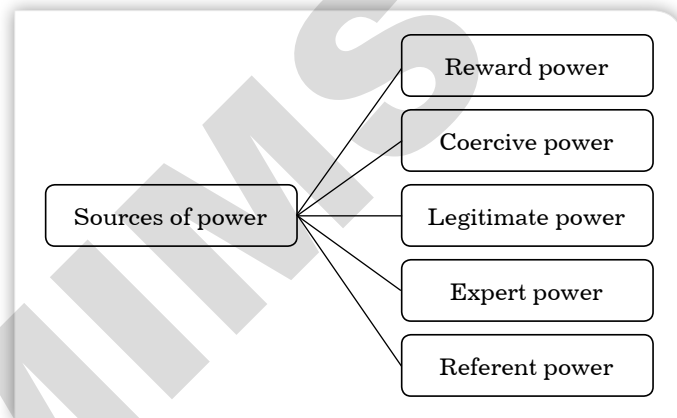 Reward power
Coercive power
Sources of power
Legitimate power
Expert power
Referent power
MIMS